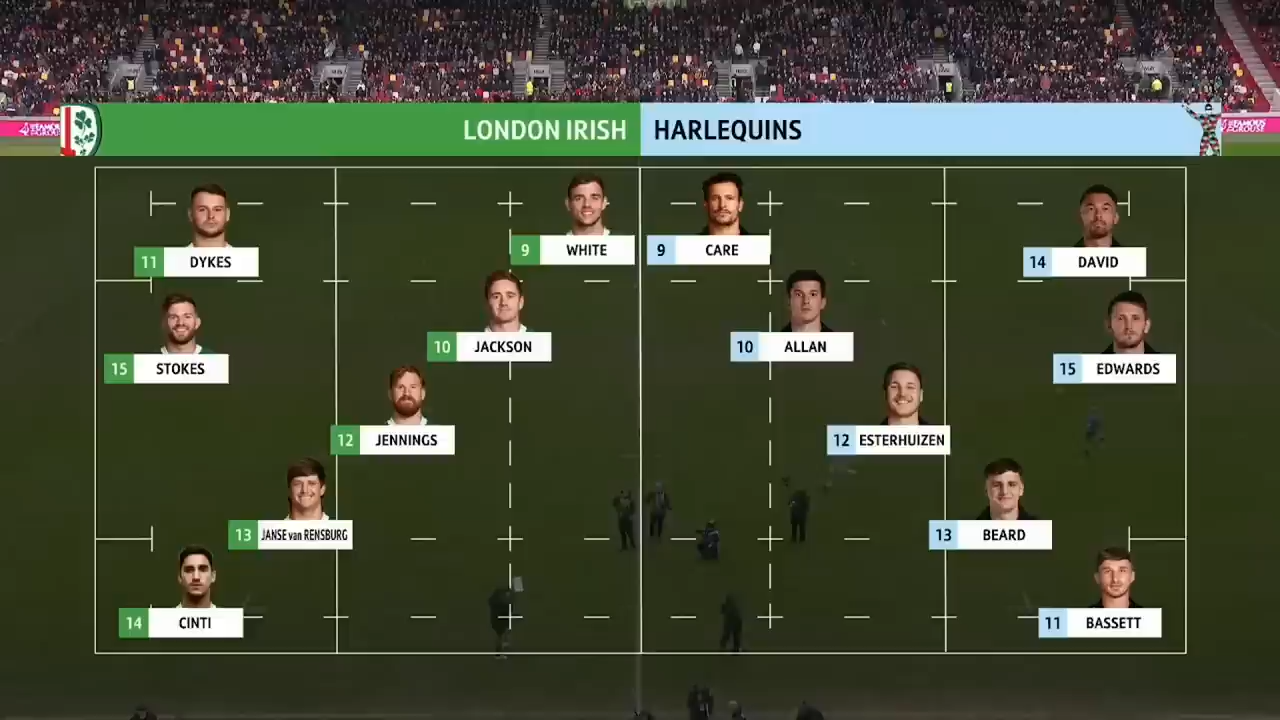 LONDON IRISH HARLEQUINS
9 WHITE
9 CARE
11 DYKES
14 DAVID
10 JACKSON
10 ALLAN
15 STOKES
15 EDWARDS
12 JENNINGS
12 ESTERHUIZEN
13 JANSE van RENSBURG
13 BEARD
14 CINTI
11 BASSETT